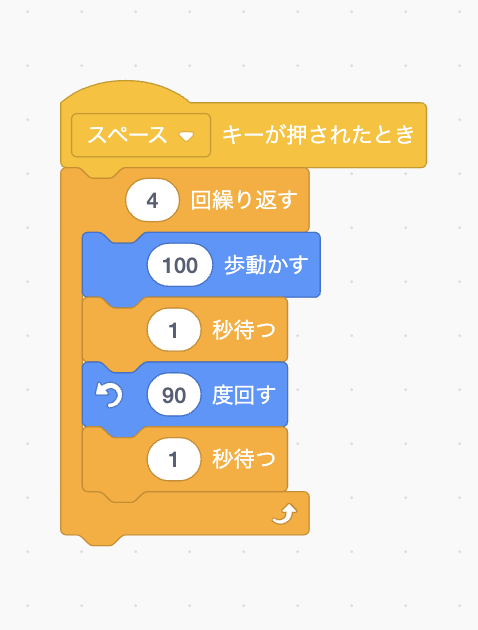 スペース キーが押されたとき
4 回繰り返す
100 歩動かす
1 秒待つ
90 度回す
1 秒待つ